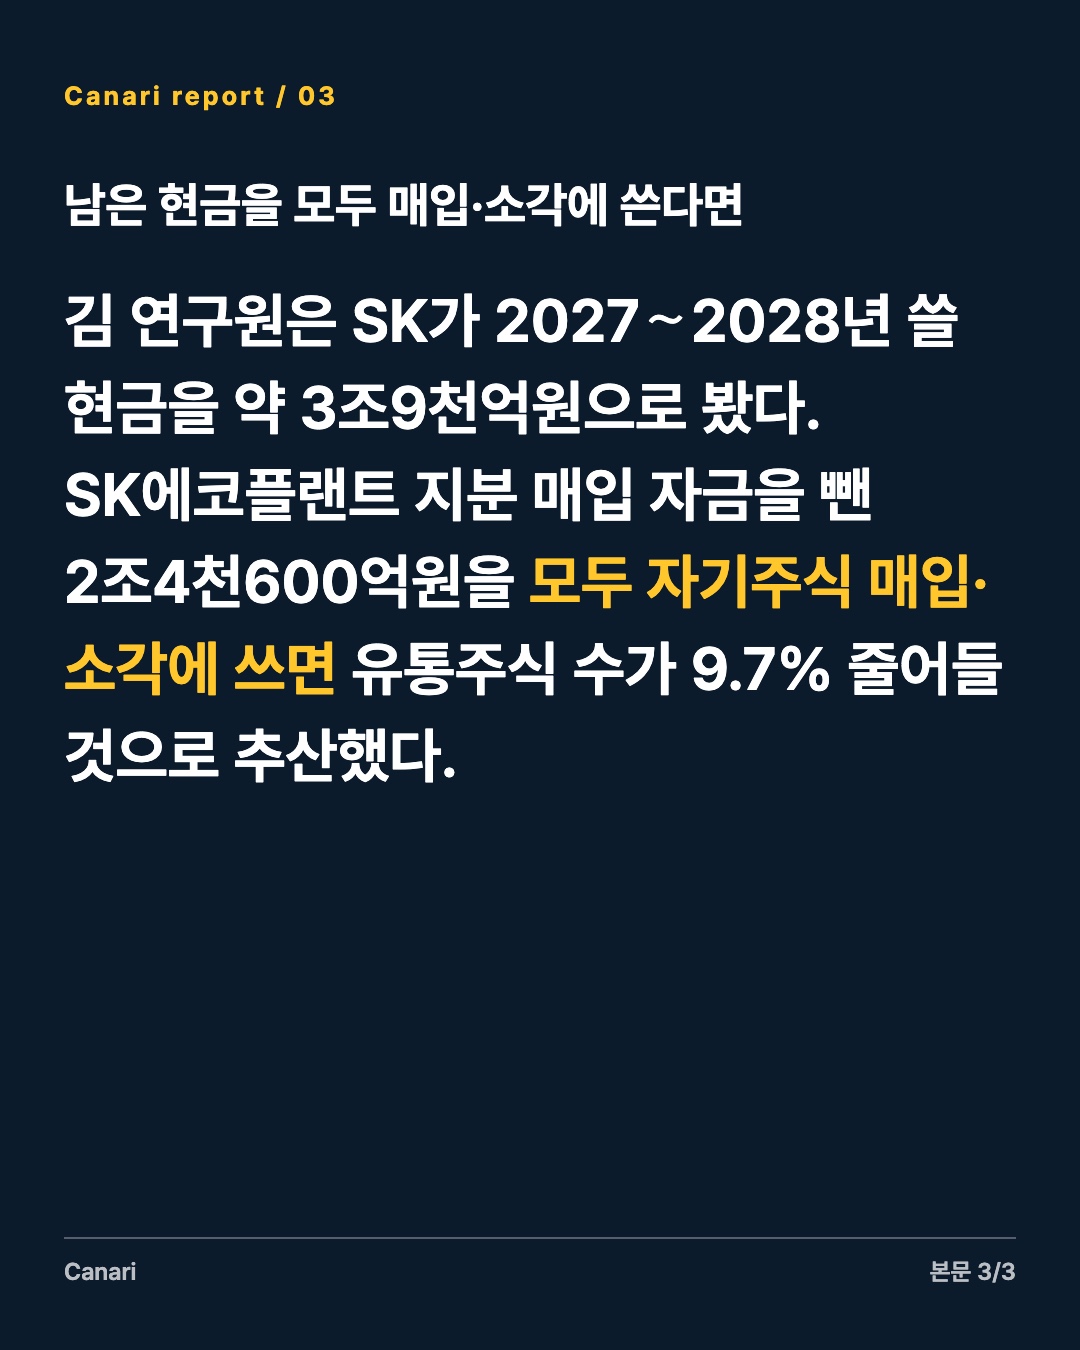 Canari report / 03
남은 현금을 모두 매입·소각에 쓴다면
김 연구원은 SK가 2027~2028년 쓸
현금을 약 3조9천억원으로 봤다.
SK에코플랜트 지분 매입 자금을 뺀
2조4천600억원을 모두 자기주식 매입·
소각에 쓰면 유통주식 수가 9.7% 줄어들
것으로 추산했다.
Canari
본문 3/3